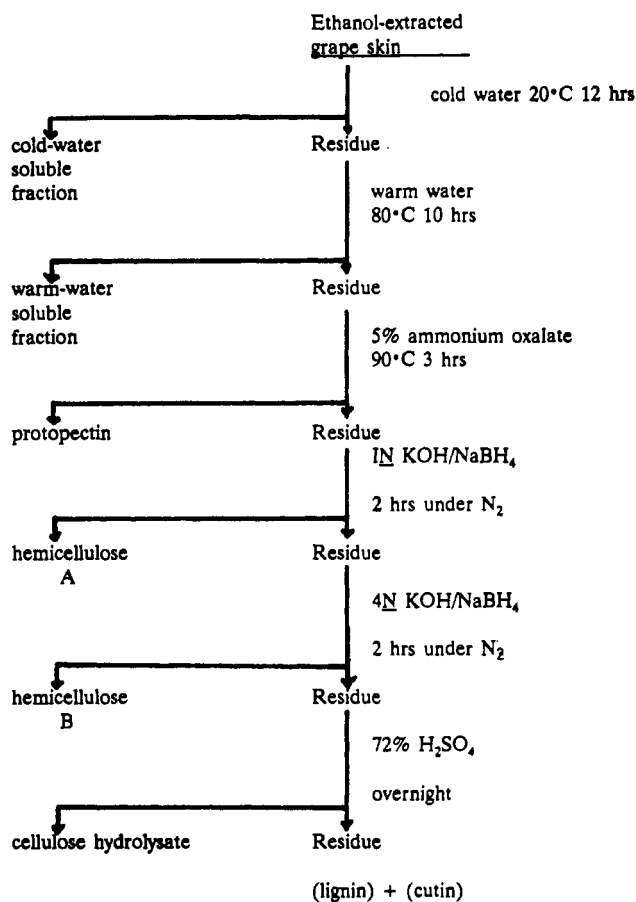 Ethanol-extracted
grape skin
cold water 20°C 12 hrs
cold-water
soluble
fraction
Residue
warm water
80°C 10 hrs
warm-water
soluble
fraction
Residue
5% ammonium oxalate
90°C 3 hrs
protopectin
Residue
1N KOH/NaBH₄
2 hrs under N₂
hemicellulose
A
Residue
4N KOH/NaBH₄
2 hrs under N₂
hemicellulose
B
Residue
72% H₂SO₄
overnight
cellulose hydrolysate
Residue
(lignin) + (cutin)